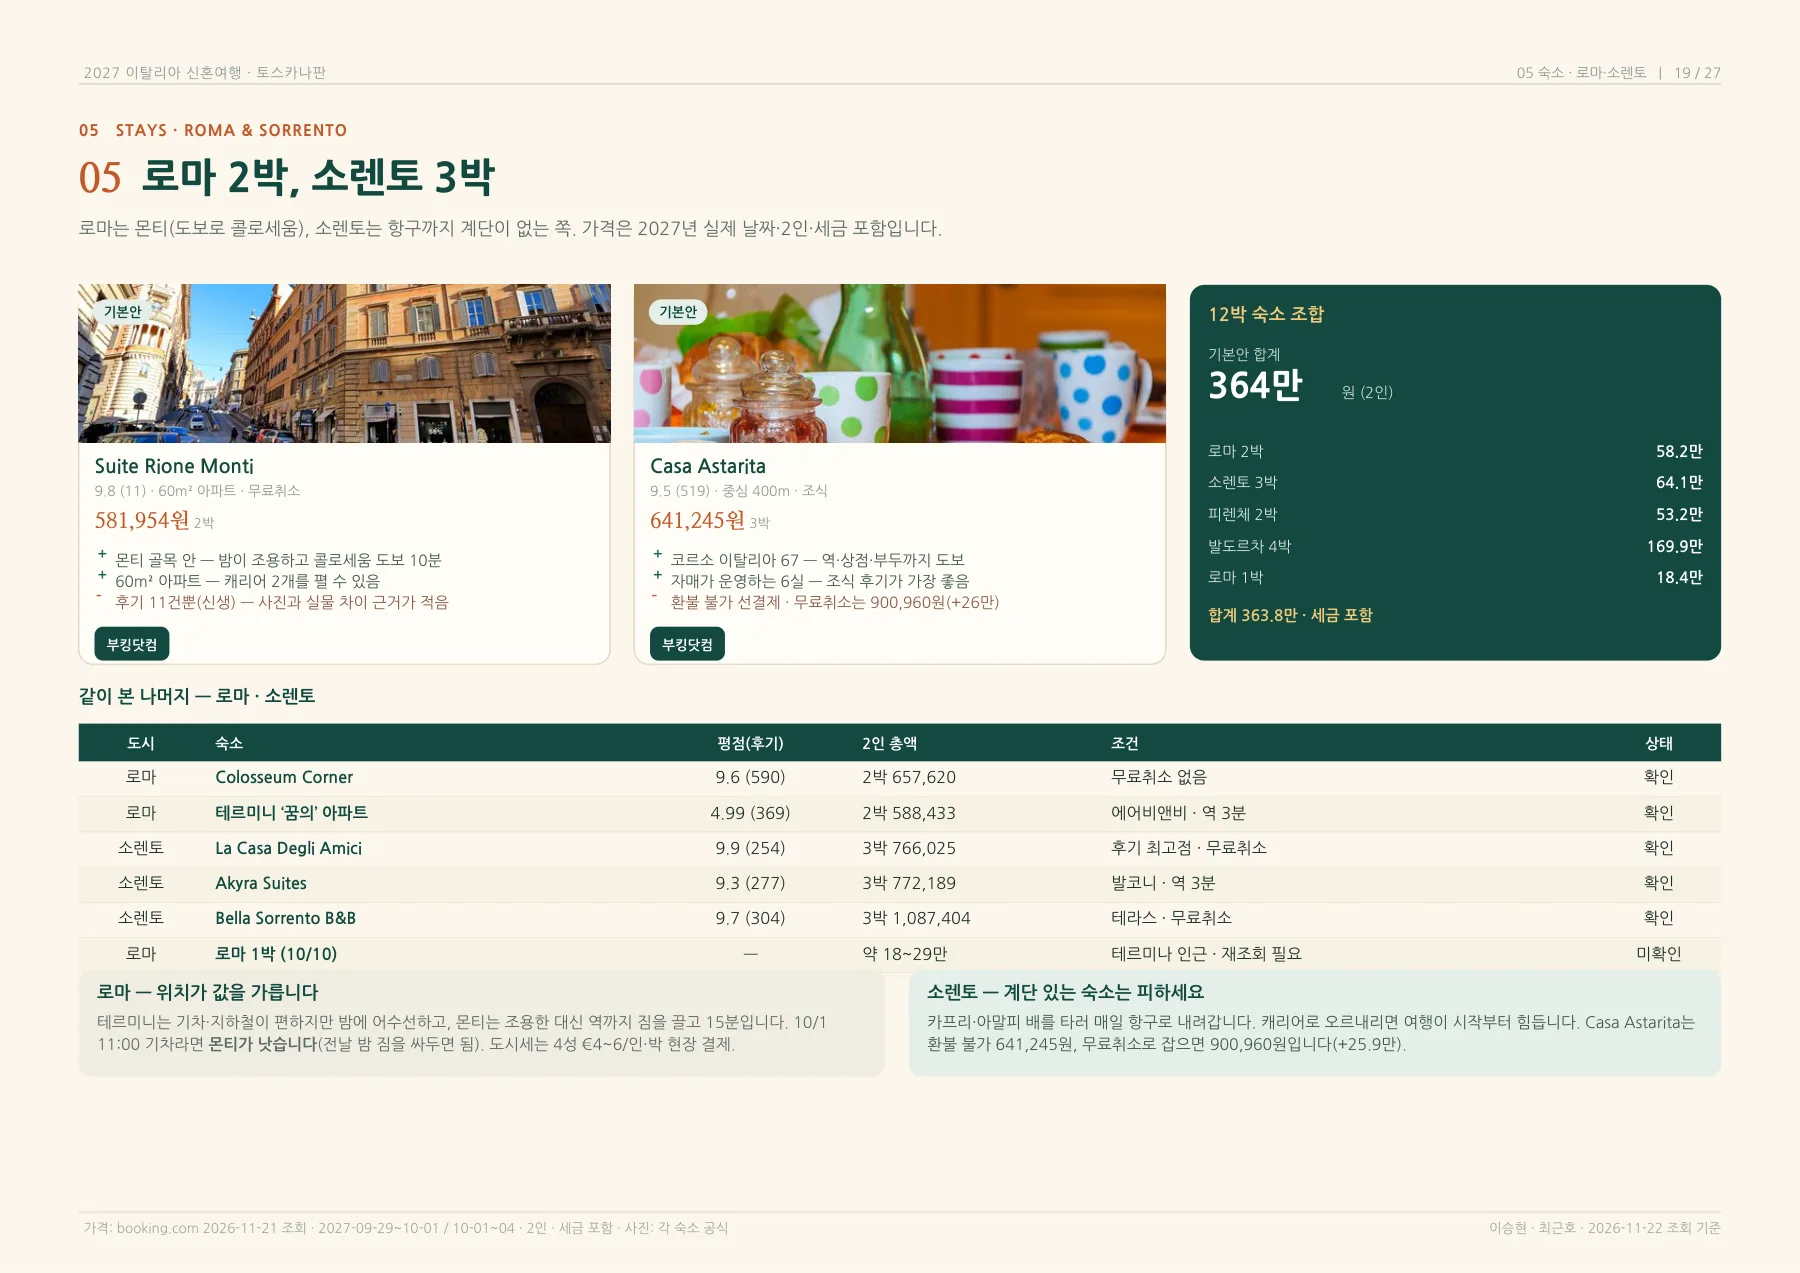 2027 이탈리아 신혼여행 · 토스카나판
05 숙소 · 로마·소렌토 | 19 / 27
05 STAYS · ROMA & SORRENTO
05 로마 2박, 소렌토 3박
로마는 몬티(도보로 콜로세움), 소렌토는 항구까지 계단이 없는 쪽. 가격은 2027년 실제 날짜·2인·세금 포함입니다.
기본안
Suite Rione Monti
9.8 (11) · 60m² 아파트 · 무료취소
581,954원 2박
+ 몬티 골목 안 — 밤이 조용하고 콜로세움 도보 10분
+ 60m² 아파트 — 캐리어 2개를 펼 수 있음
- 후기 11건뿐(신생) — 사진과 실물 차이 근거가 적음
부킹닷컴
기본안
Casa Astarita
9.5 (519) · 중심 400m · 조식
641,245원 3박
+ 코르소 이탈리아 67 — 역·상점·부두까지 도보
+ 자매가 운영하는 6실 — 조식 후기가 가장 좋음
- 환불 불가 선결제 · 무료취소는 900,960원(+26만)
부킹닷컴
12박 숙소 조합
기본안 합계
364만 원 (2인)
로마 2박 58.2만
소렌토 3박 64.1만
피렌체 2박 53.2만
발도르차 4박 169.9만
로마 1박 18.4만
합계 363.8만 · 세금 포함
같이 본 나머지 — 로마 · 소렌토
도시 숙소 평점(후기) 2인 총액 조건 상태
로마 Colosseum Corner 9.6 (590) 2박 657,620 무료취소 없음 확인
로마 테르미니 ‘꿈의’ 아파트 4.99 (369) 2박 588,433 에어비앤비 · 역 3분 확인
소렌토 La Casa Degli Amici 9.9 (254) 3박 766,025 후기 최고점 · 무료취소 확인
소렌토 Akyra Suites 9.3 (277) 3박 772,189 발코니 · 역 3분 확인
소렌토 Bella Sorrento B&B 9.7 (304) 3박 1,087,404 테라스 · 무료취소 확인
로마 로마 1박 (10/10) — 약 18~29만 테르미나 인근 · 재조회 필요 미확인
로마 — 위치가 값을 가릅니다
테르미니는 기차·지하철이 편하지만 밤에 어수선하고, 몬티는 조용한 대신 역까지 짐을 끌고 15분입니다. 10/1
11:00 기차라면 몬티가 낫습니다(전날 밤 짐을 싸두면 됨). 도시세는 4성 €4~6/인·박 현장 결제.
소렌토 — 계단 있는 숙소는 피하세요
카프리·아말피 배를 타러 매일 항구로 내려갑니다. 캐리어로 오르내리면 여행이 시작부터 힘듭니다. Casa Astarita는
환불 불가 641,245원, 무료취소로 잡으면 900,960원입니다(+25.9만).
가격: booking.com 2026-11-21 조회 · 2027-09-29~10-01 / 10-01~04 · 2인 · 세금 포함 · 사진: 각 숙소 공식
이승현 · 최근호 · 2026-11-22 조회 기준